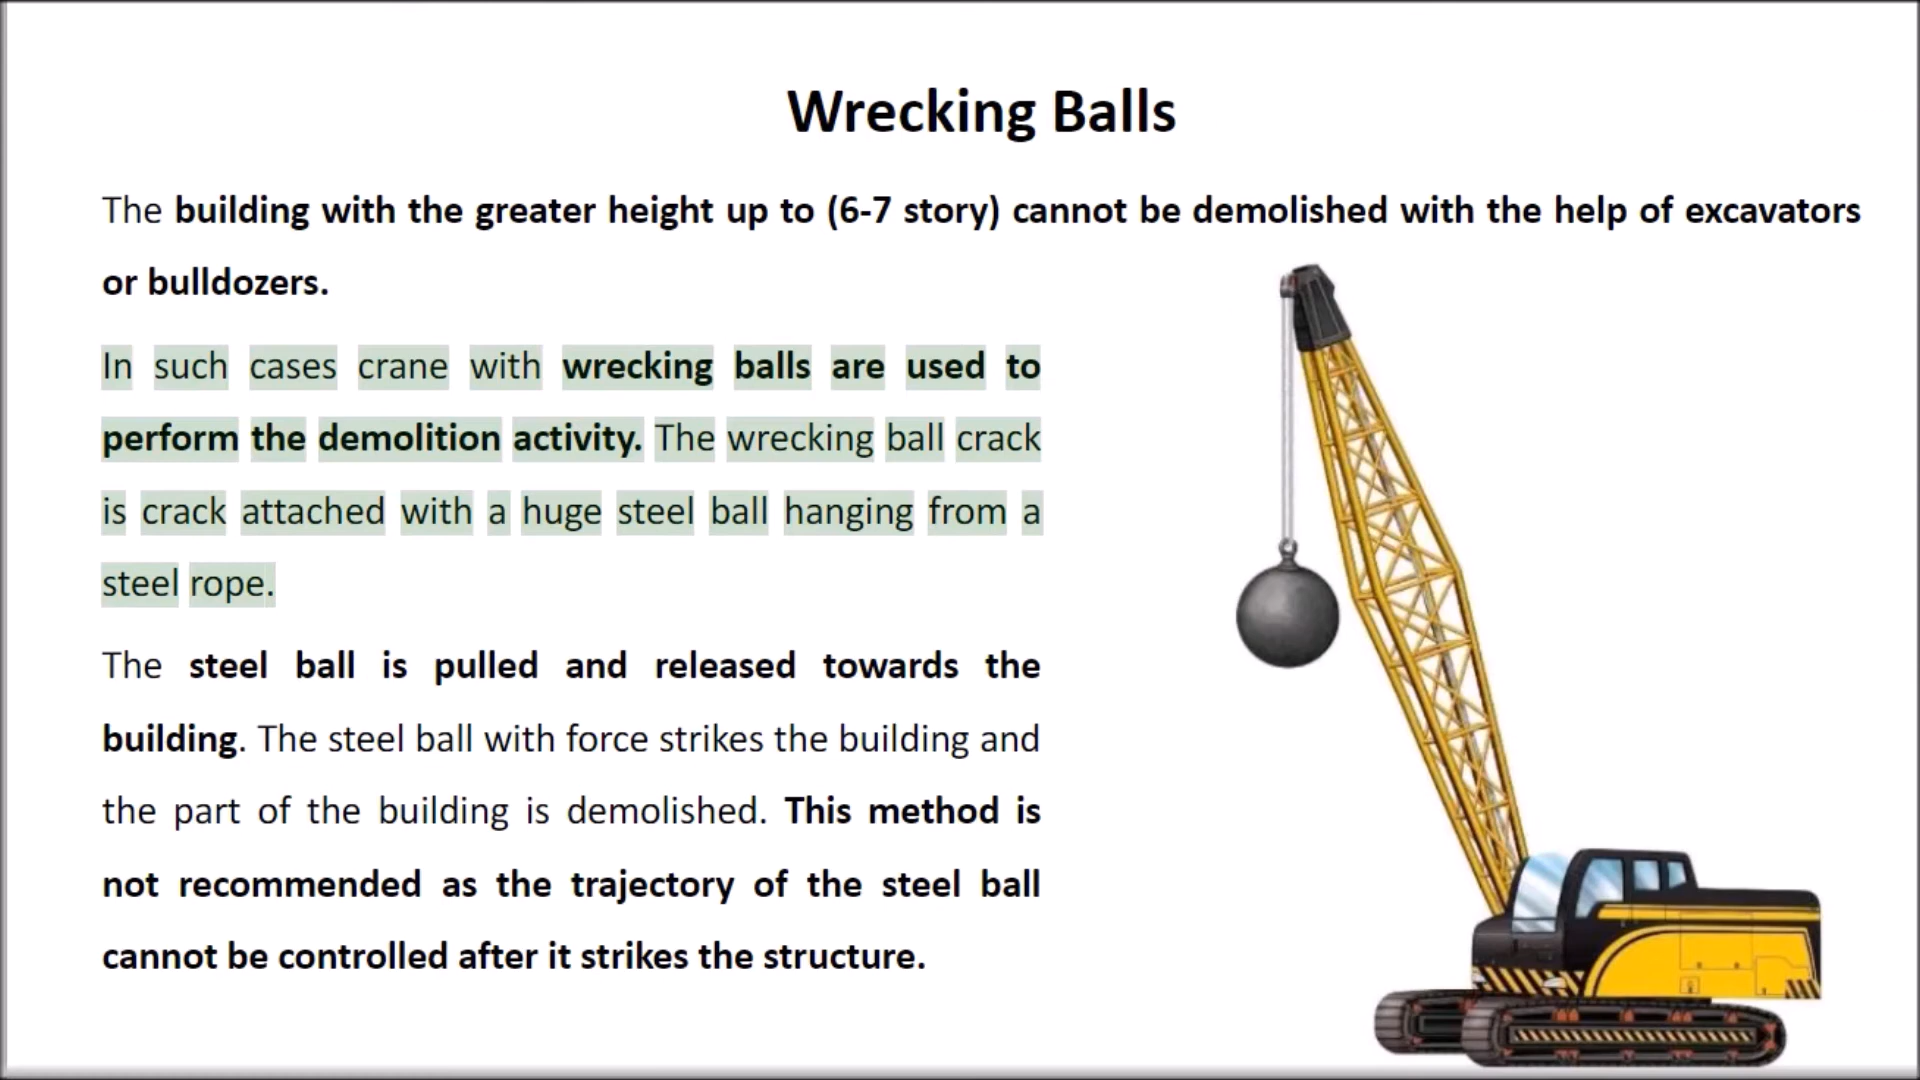 Wrecking Balls
The building with the greater height up to (6-7 story) cannot be demolished with the help of excavators
or bulldozers.
In such cases crane with wrecking balls are used to
perform the demolition activity. The wrecking ball crack
is crack attached with a huge steel ball hanging from a
steel rope.
The steel ball is pulled and released towards the
building. The steel ball with force strikes the building and
the part of the building is demolished. This method is
not recommended as the trajectory of the steel ball
cannot be controlled after it strikes the structure.